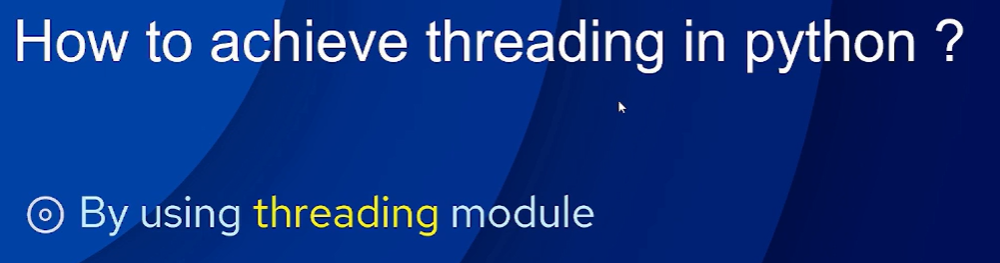 How to achieve threading in python ?
By using threading module